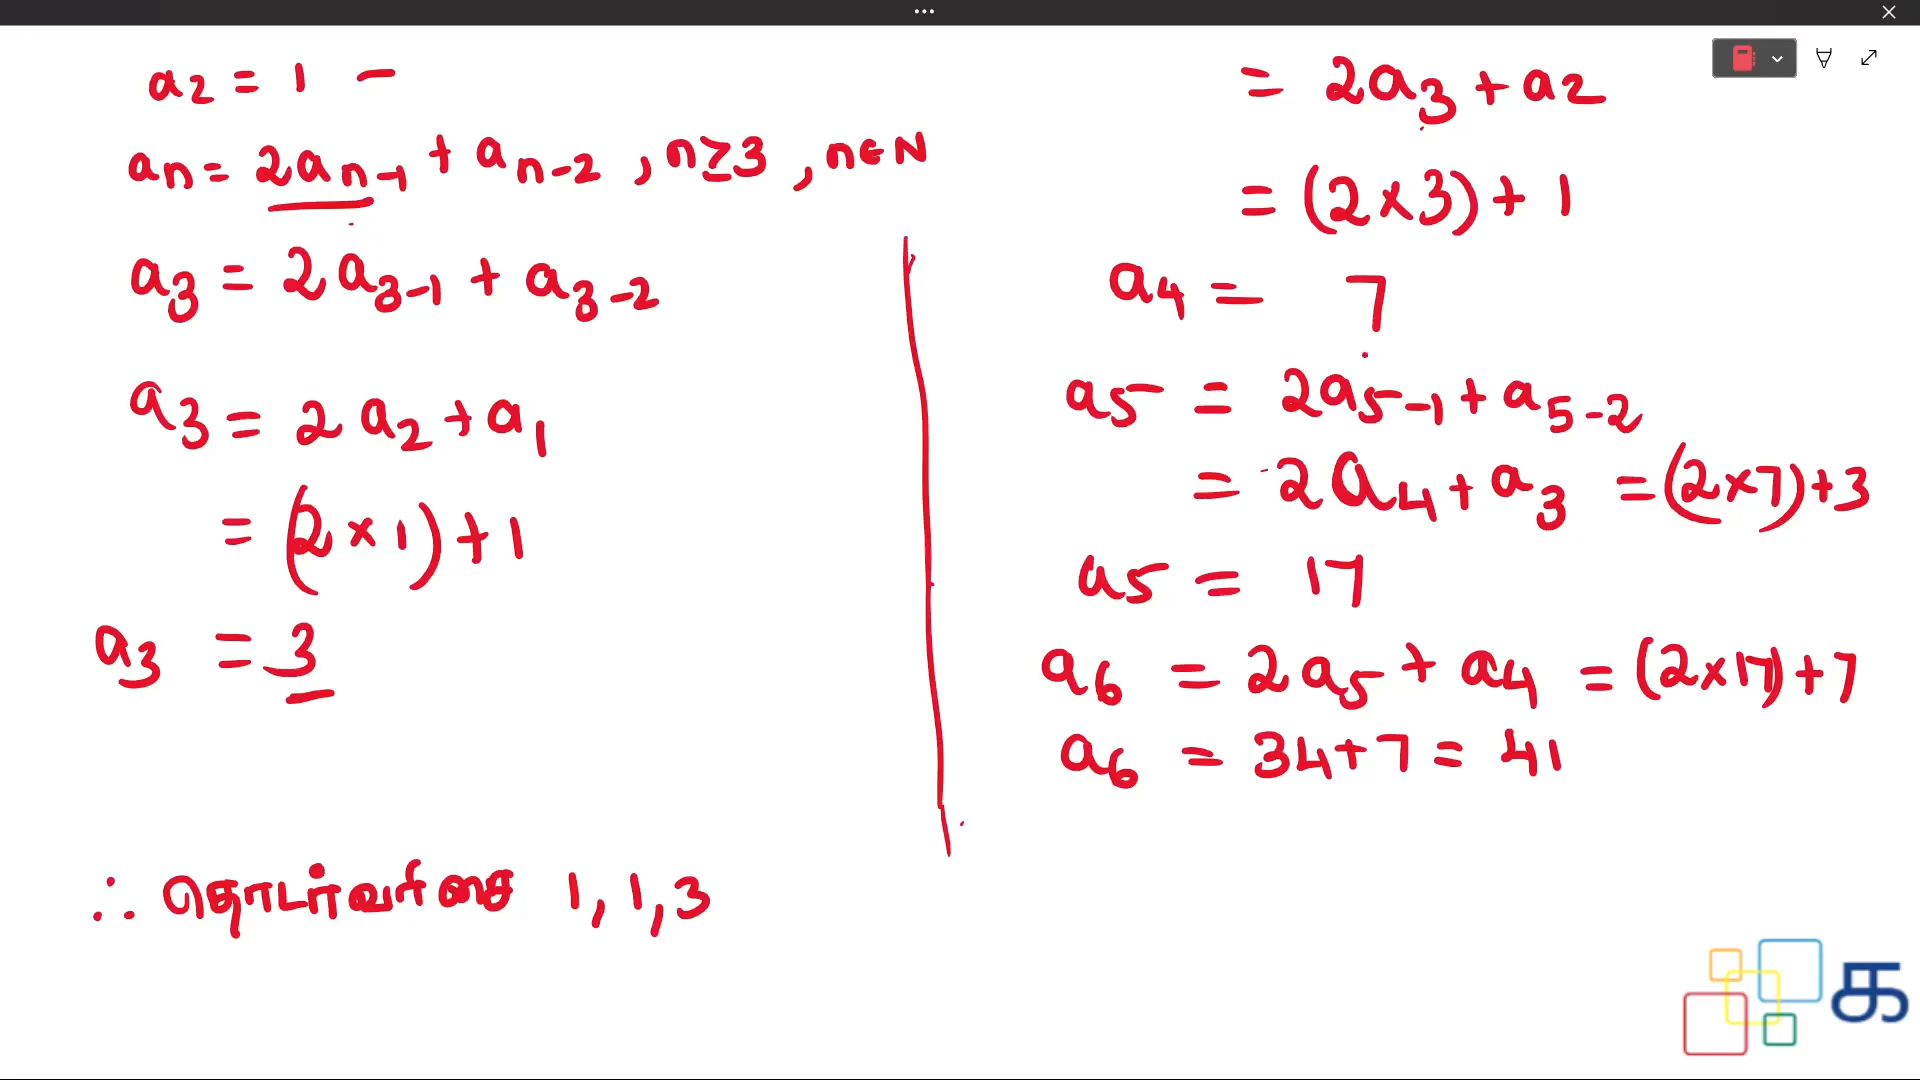 a2 = 1 –
an = 2an-1 + an-2 , n≥3 , n∈N
a3 = 2a3-1 + a3-2
a3 = 2a2 + a1
= (2×1)+1
a3 = 3
= 2a3 + a2
= (2×3)+1
a4 = 7
a5 = 2a5-1 + a5-2
= 2a4 + a3 = (2×7)+3
a5 = 17
a6 = 2a5 + a4 = (2×17)+7
a6 = 34+7 = 41
∴ தொடர்வரிசை 1, 1, 3
க